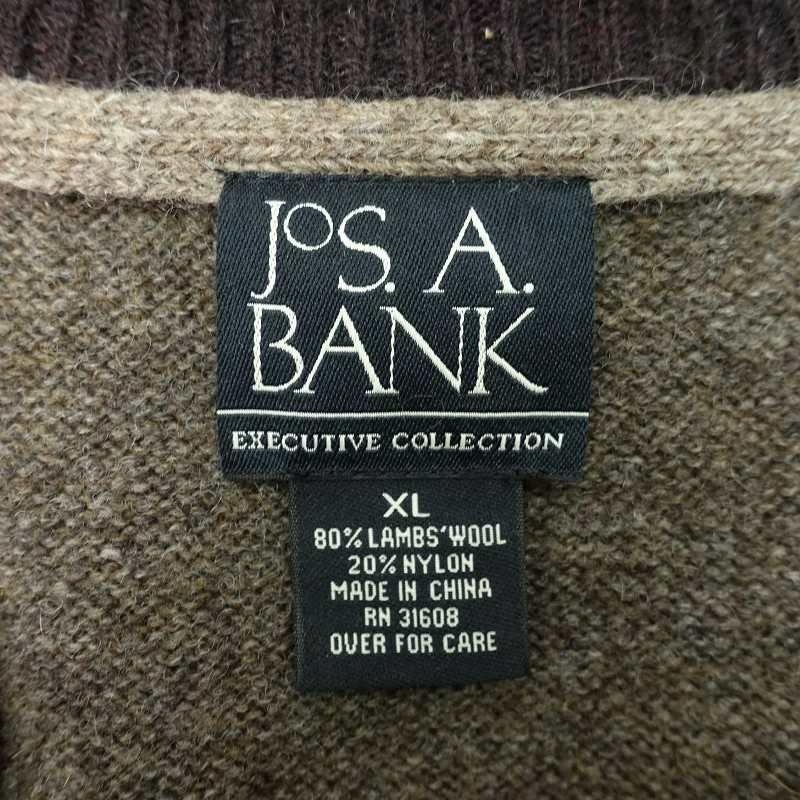 JOS. A.
BANK
EXECUTIVE COLLECTION
XL
80% LAMBS'WOOL
20% NYLON
MADE IN CHINA
RN 31608
OVER FOR CARE